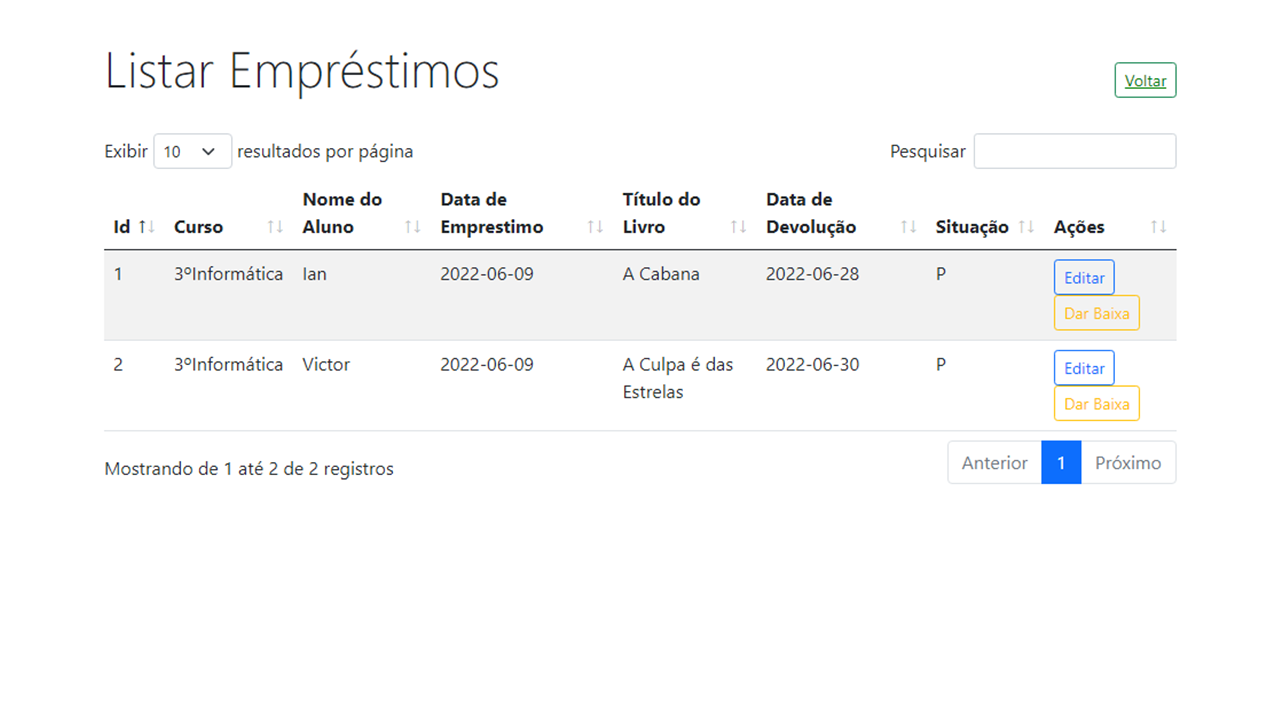 Listar Empréstimos
Voltar
Exibir 10 resultados por página
Pesquisar
Id Curso Nome do Aluno Data de Emprestimo Título do Livro Data de Devolução Situação Ações
1 3ºInformática Ian 2022-06-09 A Cabana 2022-06-28 P Editar
Dar Baixa
2 3ºInformática Victor 2022-06-09 A Culpa é das Estrelas 2022-06-30 P Editar
Dar Baixa
Mostrando de 1 até 2 de 2 registros
Anterior 1 Próximo